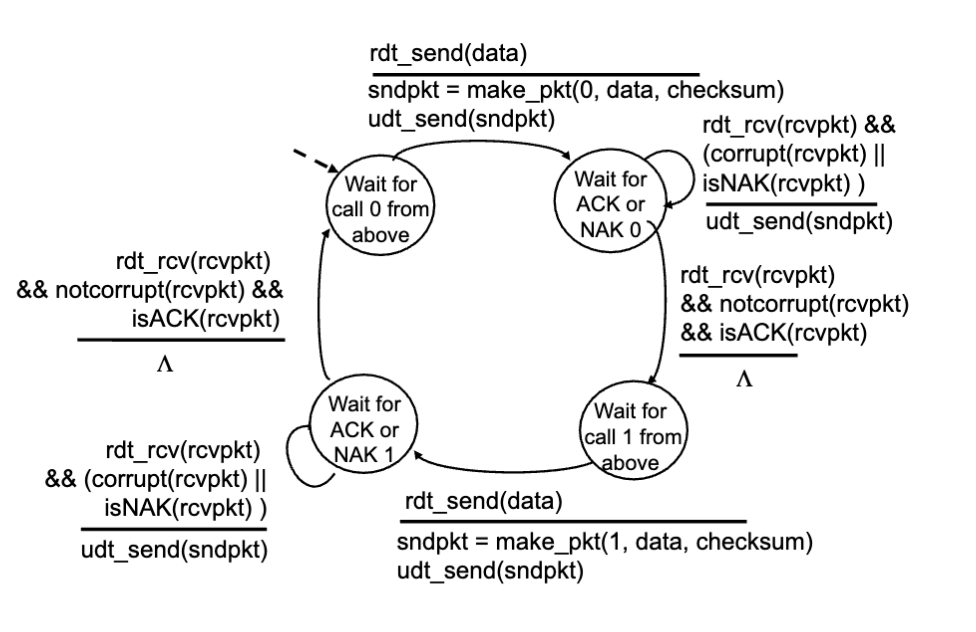 rdt_send(data)
sndpkt = make_pkt(0, data, checksum)
udt_send(sndpkt)
rdt_rcv(rcvpkt) &&
(corrupt(rcvpkt) ||
isNAK(rcvpkt) )
udt_send(sndpkt)
Wait for
call 0 from
above
Wait for
ACK or
NAK 0
rdt_rcv(rcvpkt)
&& notcorrupt(rcvpkt) &&
isACK(rcvpkt)
Λ
rdt_rcv(rcvpkt)
&& notcorrupt(rcvpkt)
&& isACK(rcvpkt)
Λ
Wait for
ACK or
NAK 1
Wait for
call 1 from
above
rdt_rcv(rcvpkt)
&& (corrupt(rcvpkt) ||
isNAK(rcvpkt) )
udt_send(sndpkt)
rdt_send(data)
sndpkt = make_pkt(1, data, checksum)
udt_send(sndpkt)